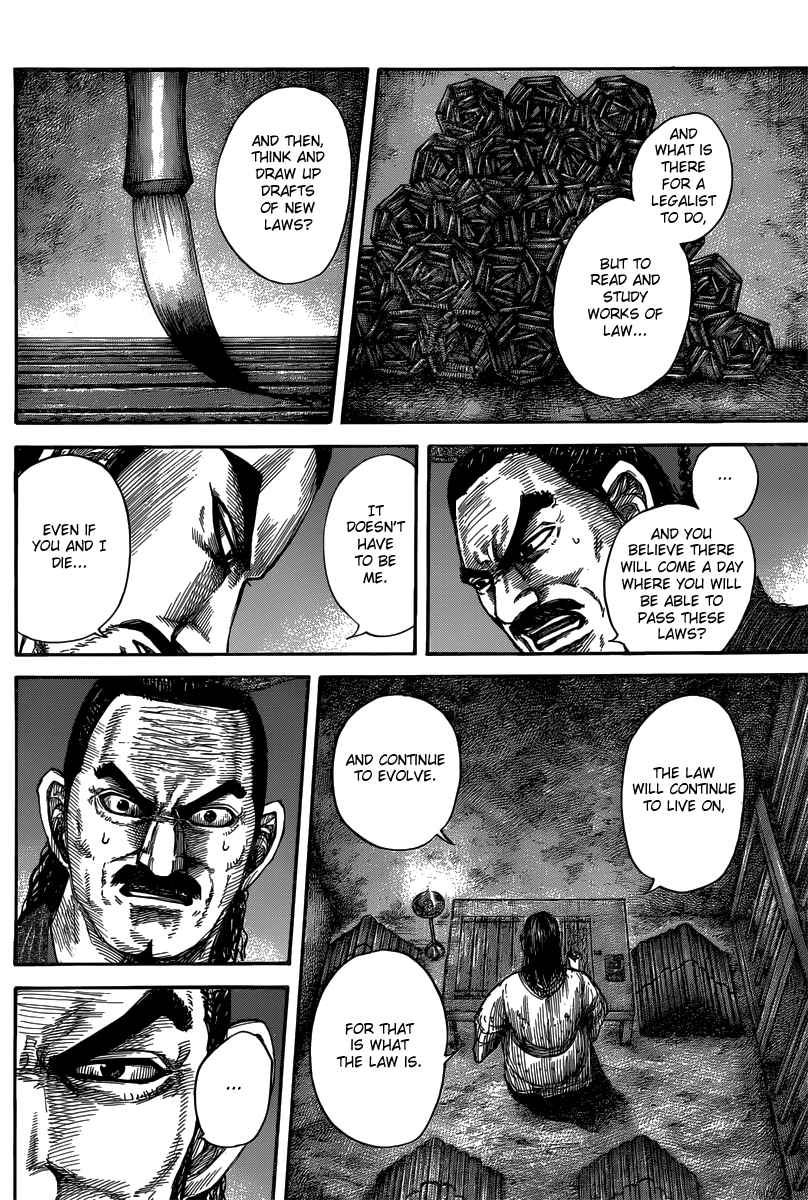 AND
WHAT IS
THERE
FOR A
LEGALIST
TO DO,
BUT TO
READ AND
STUDY
WORKS OF
LAW...
AND THEN,
THINK AND
DRAW UP
DRAFTS
OF NEW
LAWS?
...
AND YOU
BELIEVE THERE
WILL COME A DAY
WHERE YOU WILL
BE ABLE TO
PASS THESE
LAWS?
IT
DOESN'T
HAVE
TO BE
ME.
EVEN IF
YOU AND I
DIE...
THE LAW
WILL CONTINUE
TO LIVE ON,
AND CONTINUE
TO EVOLVE.
FOR THAT
IS WHAT
THE LAW IS.
...